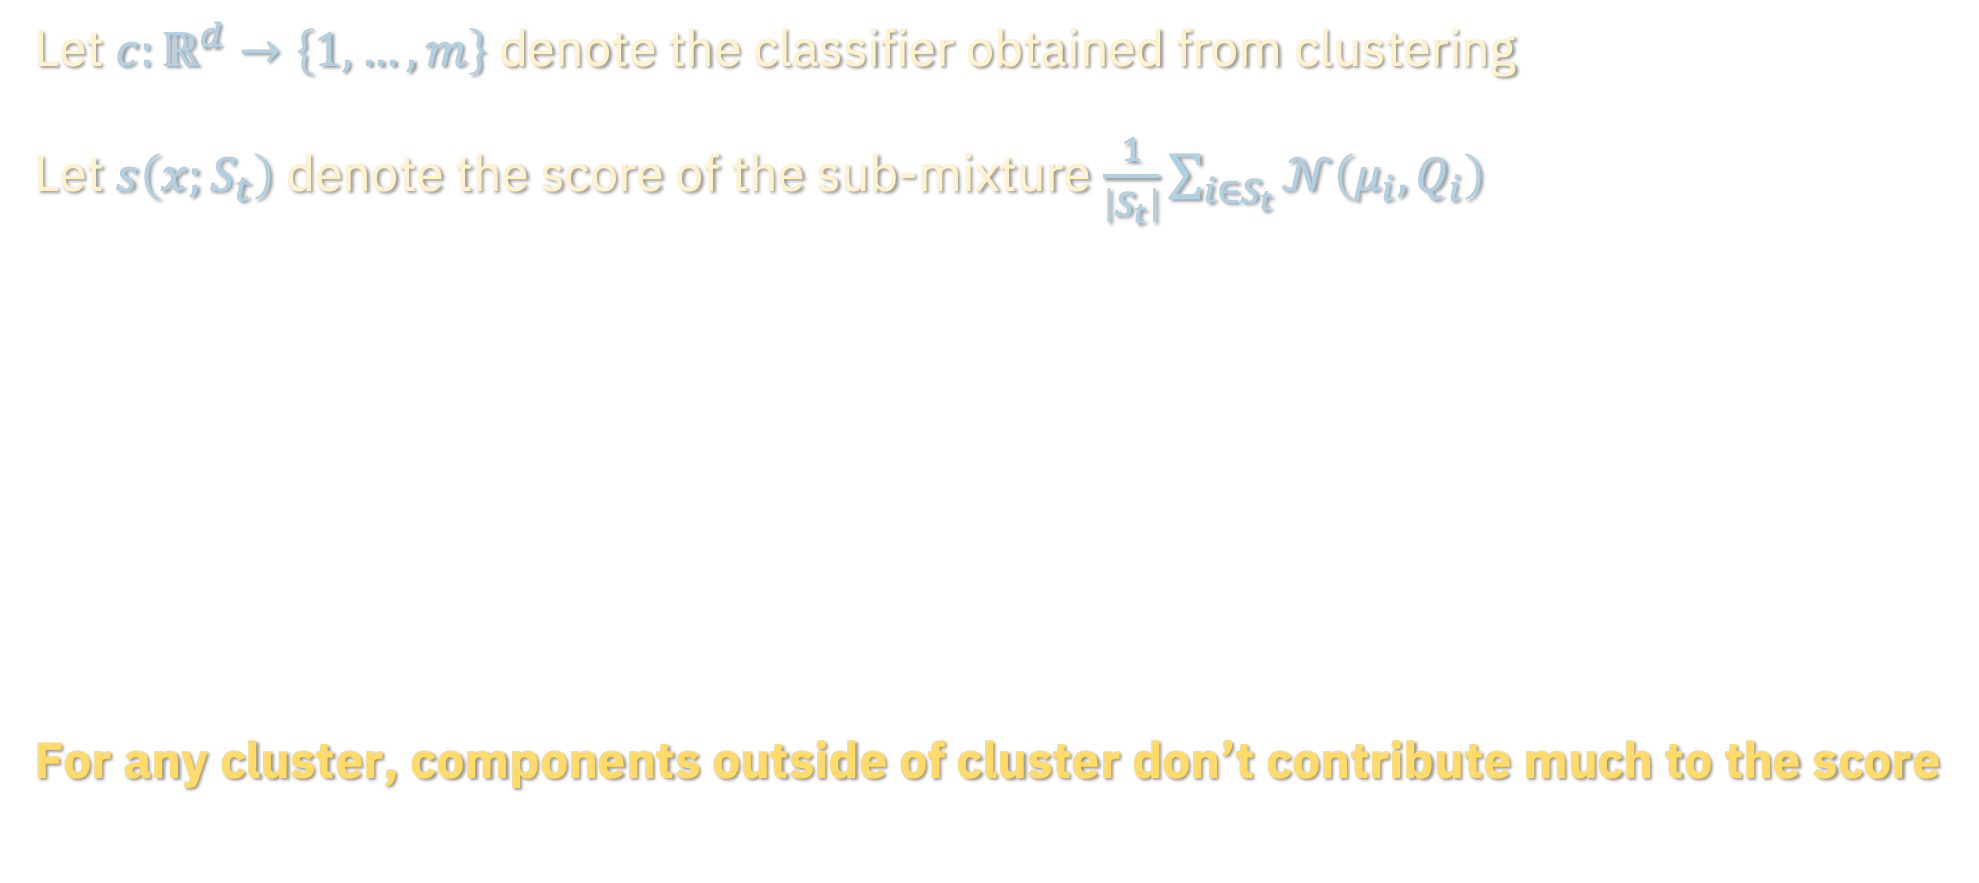 Let c: ℝ^d → {1, … , m} denote the classifier obtained from clustering
Let s(x; S_t) denote the score of the sub-mixture 1/|S_t| ∑_{i∈S_t} 𝒩(μ_i, Q_i)
For any cluster, components outside of cluster don’t contribute much to the score